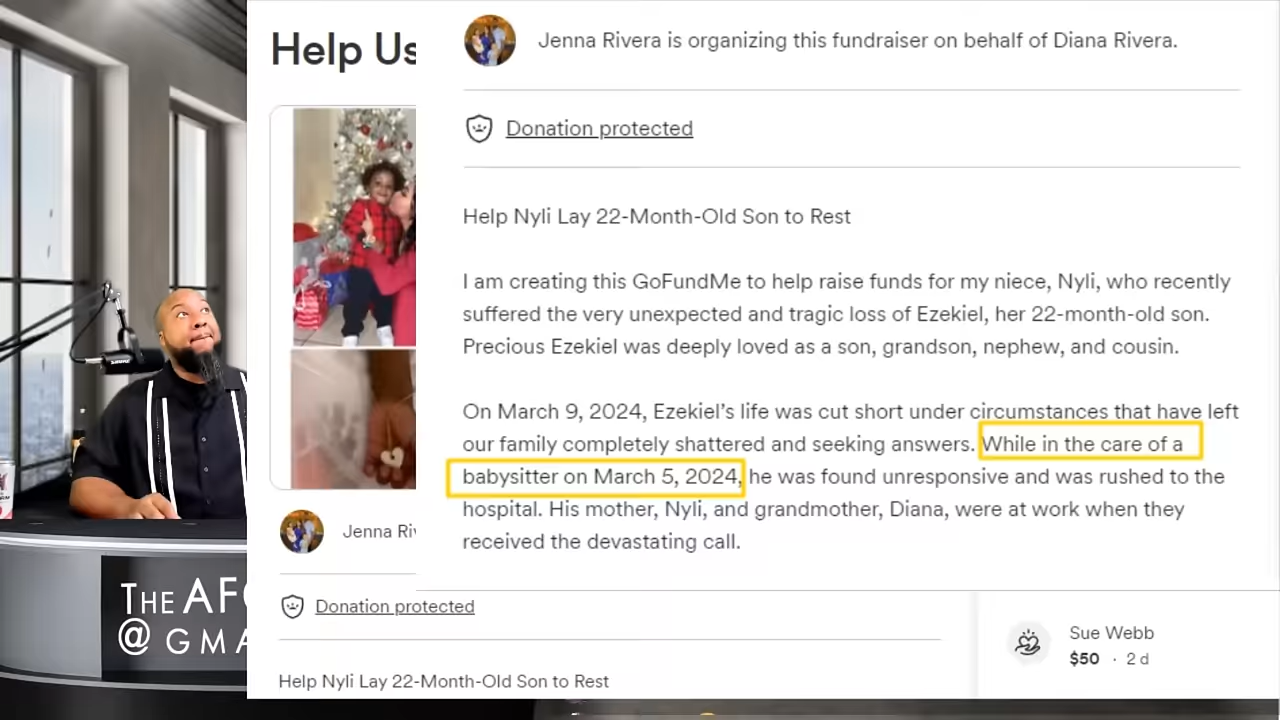 Help Us
Jenna Rivera is organizing this fundraiser on behalf of Diana Rivera.
Donation protected
Help Nyli Lay 22-Month-Old Son to Rest
I am creating this GoFundMe to help raise funds for my niece, Nyli, who recently
suffered the very unexpected and tragic loss of Ezekiel, her 22-month-old son.
Precious Ezekiel was deeply loved as a son, grandson, nephew, and cousin.
On March 9, 2024, Ezekiel’s life was cut short under circumstances that have left
our family completely shattered and seeking answers. While in the care of a
babysitter on March 5, 2024, he was found unresponsive and was rushed to the
hospital. His mother, Nyli, and grandmother, Diana, were at work when they
received the devastating call.
Jenna Riv
Donation protected
Help Nyli Lay 22-Month-Old Son to Rest
Sue Webb
$50 · 2 d
SHURE
THE AFO
@ GMA